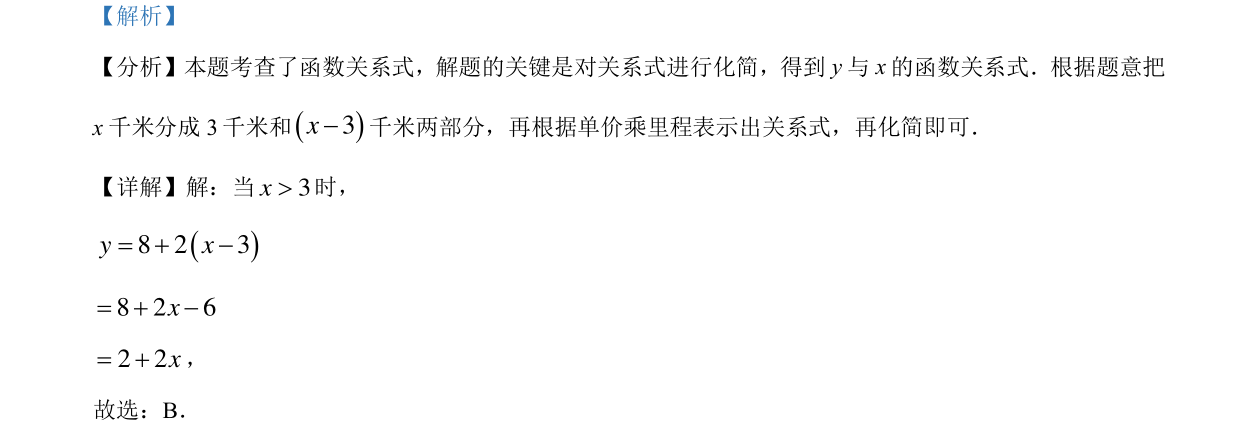 【解析】
【分析】本题考查了函数关系式，解题的关键是对关系式进行化简，得到 y 与 x 的函数关系式．根据题意把
x 千米分成 3 千米和(x−3)千米两部分，再根据单价乘里程表示出关系式，再化简即可．
【详解】解：当 x > 3 时，
y = 8 + 2(x − 3)
= 8 + 2x − 6
= 2 + 2x，
故选：B．